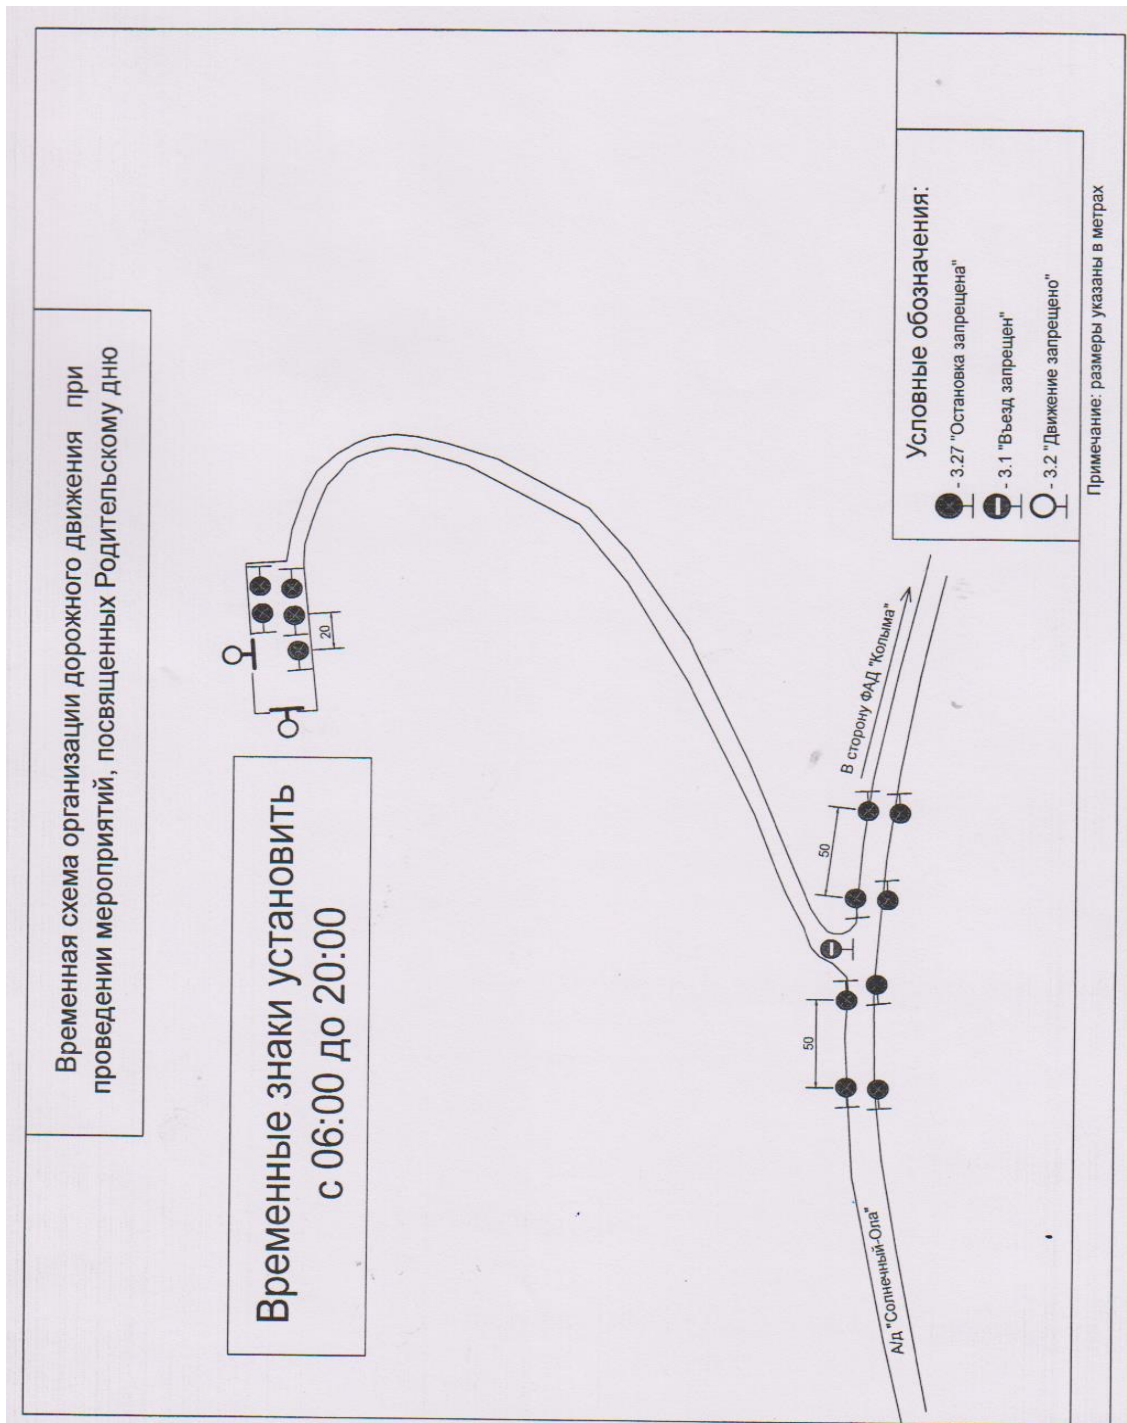 Временная схема организации дорожного движения при
проведении мероприятий, посвященных Родительскому дню
Временные знаки установить
с 06:00 до 20:00
20
50
50
В сторону ФАД "Колыма"
А/д "Солнечный-Ола"
Условные обозначения:
- 3.27 "Остановка запрещена"
- 3.1 "Въезд запрещен"
- 3.2 "Движение запрещено"
Примечание: размеры указаны в метрах